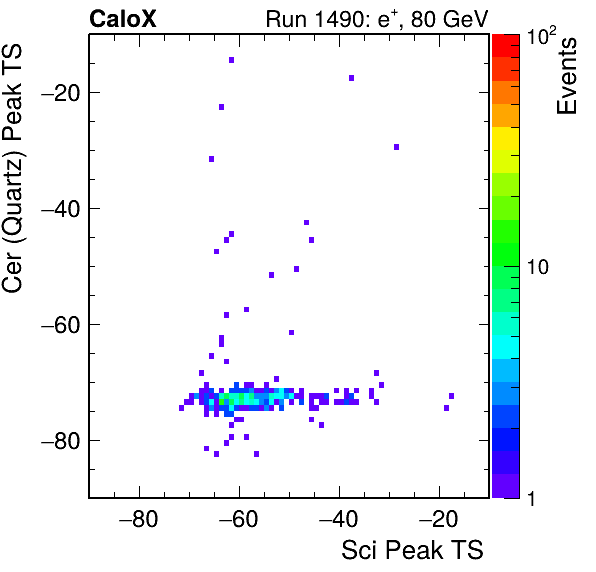 CaloX Run 1490: e⁺, 80 GeV
Cer (Quartz) Peak TS
−20
−40
−60
−80
−80 −60 −40 −20
Sci Peak TS
10²
10
1
Events